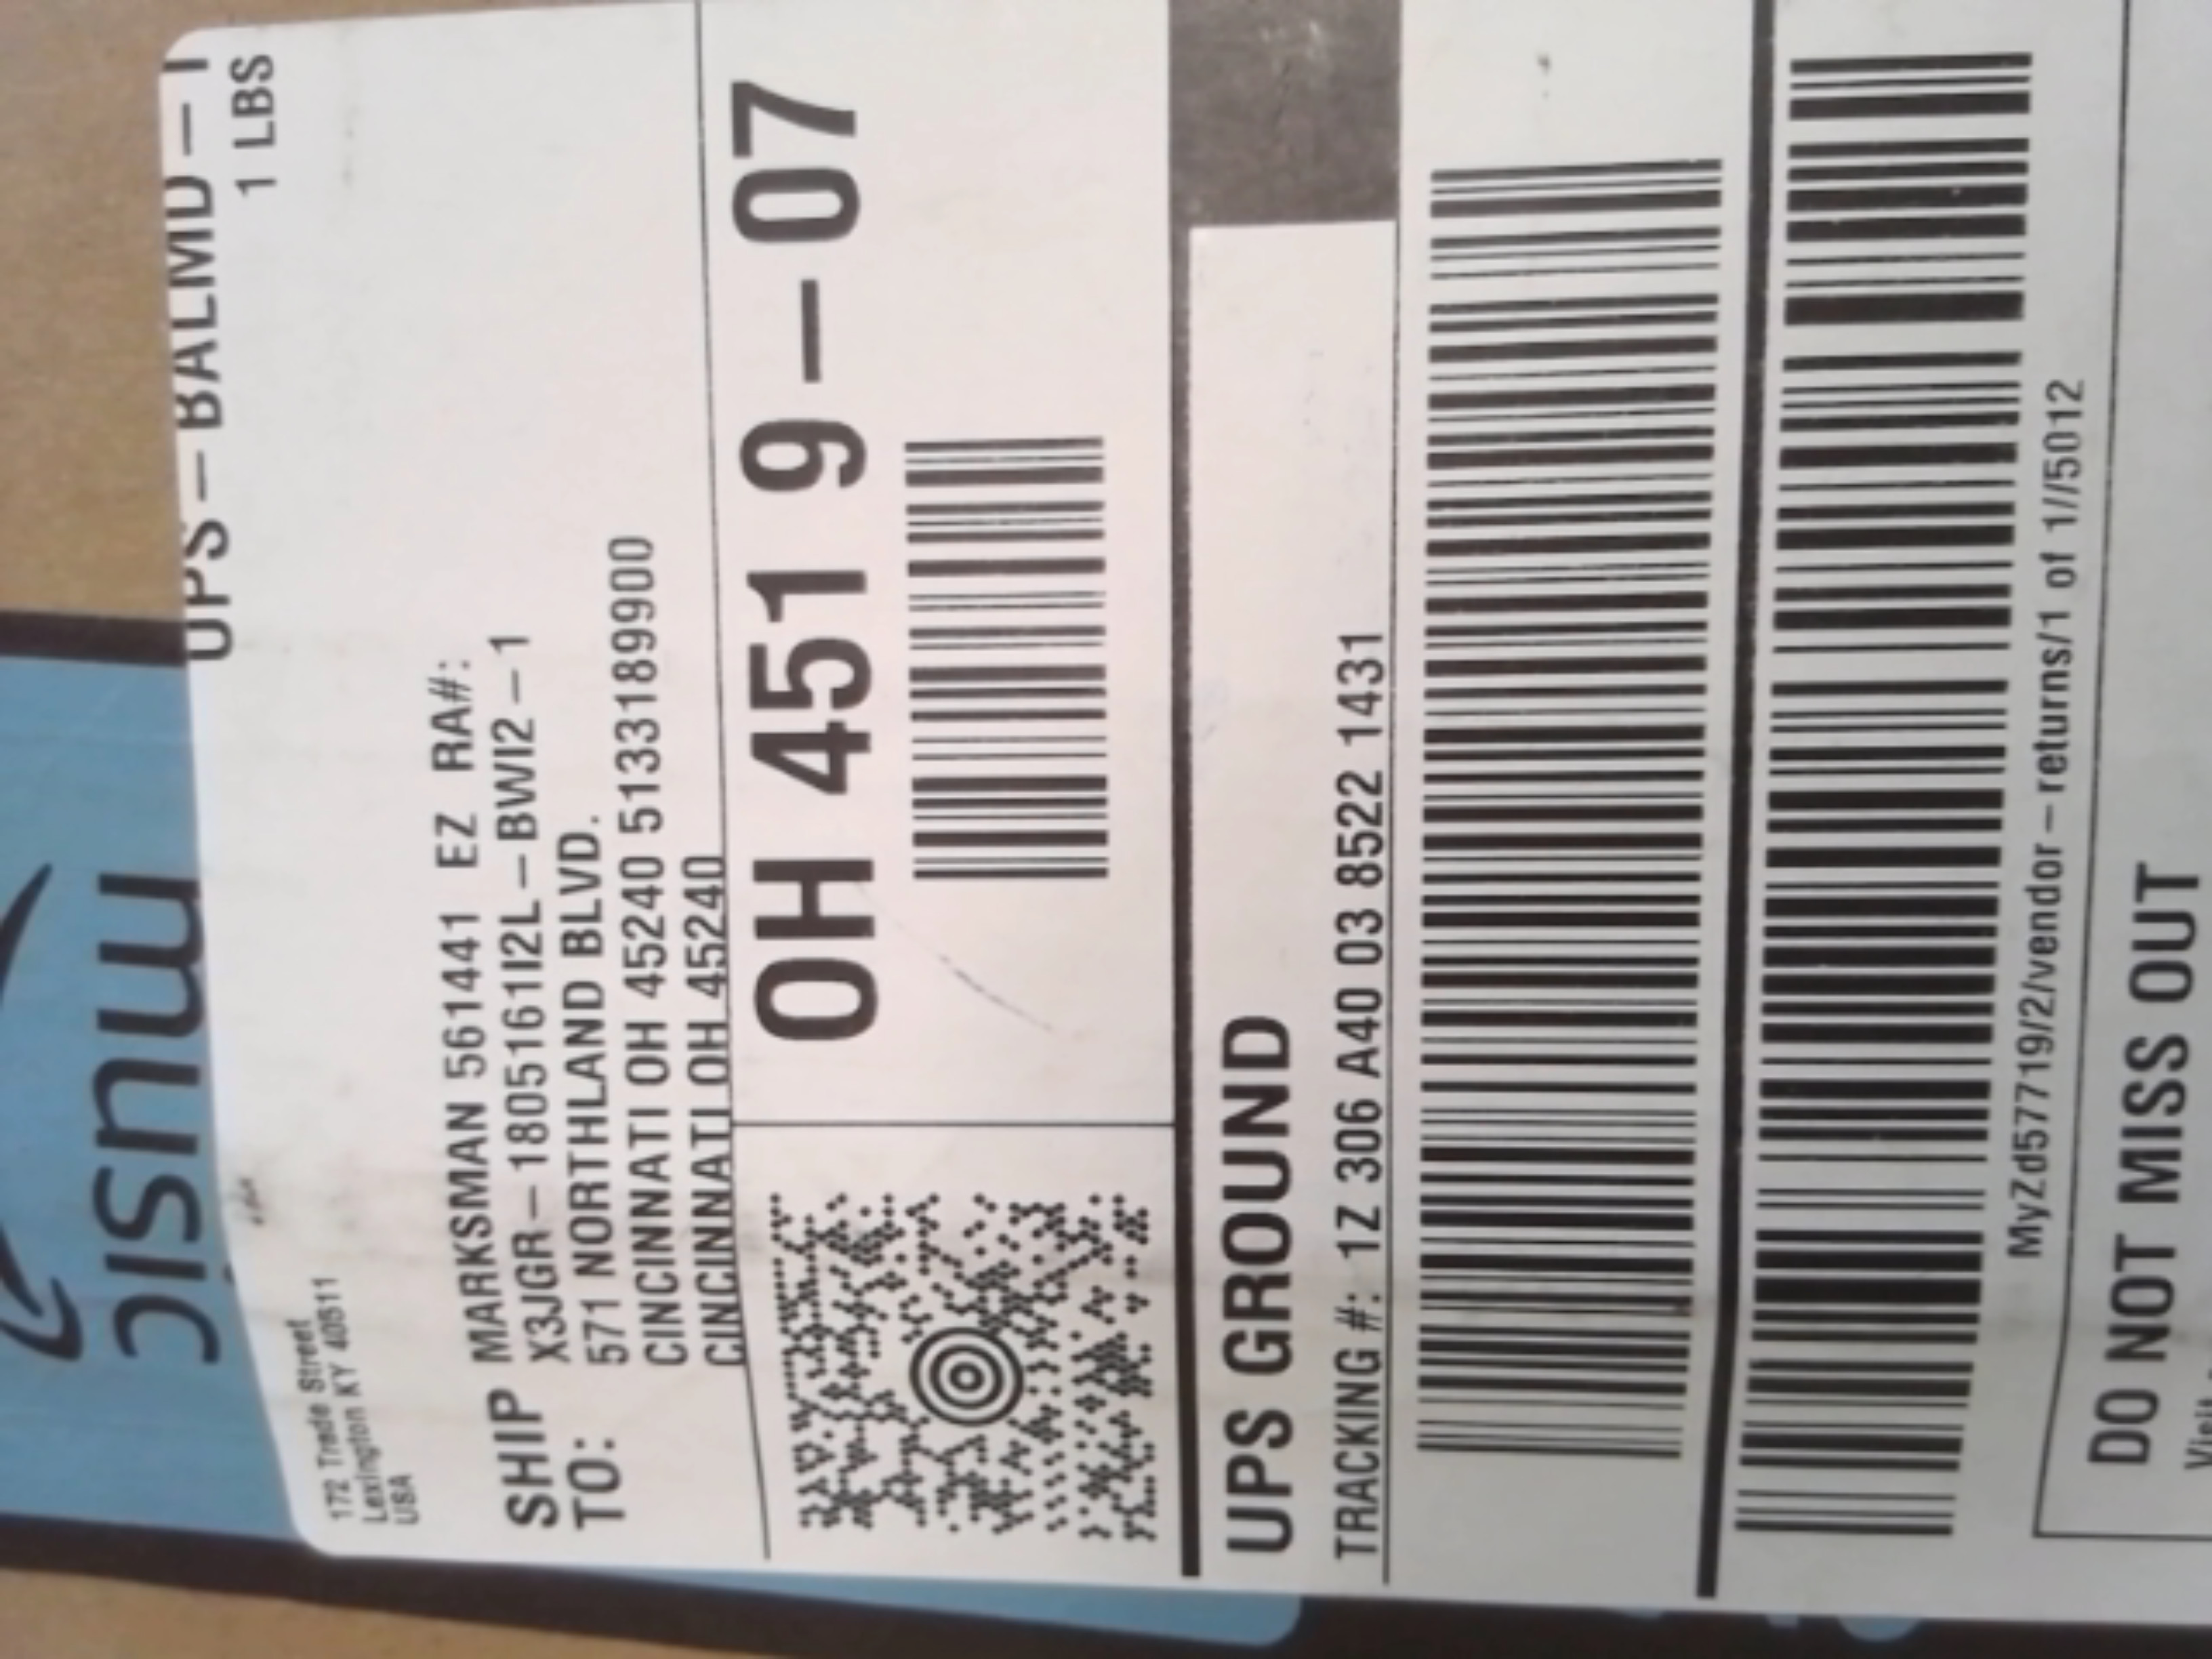 music
UPS-BALMD-T
1 LBS
172 Trade Street
Lexington KY 40511
USA
SHIP TO:
MARKSMAN 561441 EZ RA#:
X3JGR-180516112L-BWI2-1
571 NORTHLAND BLVD.
CINCINNATI OH 45240 5133189900
CINCINNATI OH 45240
OH 451 9-07
UPS GROUND
TRACKING #: 1Z 306 A40 03 8522 1431
MyZd57719/2/vendor-returns/1 of 1//5012
DO NOT MISS OUT